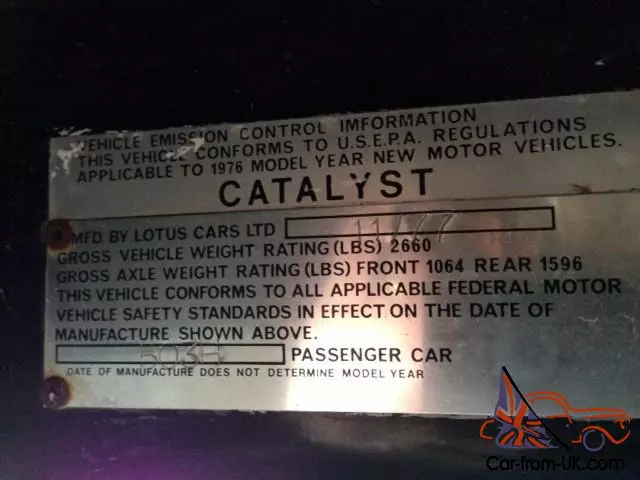 VEHICLE EMISSION CONTROL IMFORMATION
THIS VEHICLE CONFORMS TO U.S.E.P.A. REGULATIONS
APPLICABLE TO 1976 MODEL YEAR NEW MOTOR VEHICLES.
CATALYST
MFD BY LOTUS CARS LTD 11/77
GROSS VEHICLE WEIGHT RATING (LBS) 2660
GROSS AXLE WEIGHT RATING (LBS) FRONT 1064 REAR 1596
THIS VEHICLE CONFORMS TO ALL APPLICABLE FEDERAL MOTOR
VEHICLE SAFETY STANDARDS IN EFFECT ON THE DATE OF
MANUFACTURE SHOWN ABOVE.
503H PASSENGER CAR
DATE OF MANUFACTURE DOES NOT DETERMINE MODEL YEAR
Car-from-UK.com